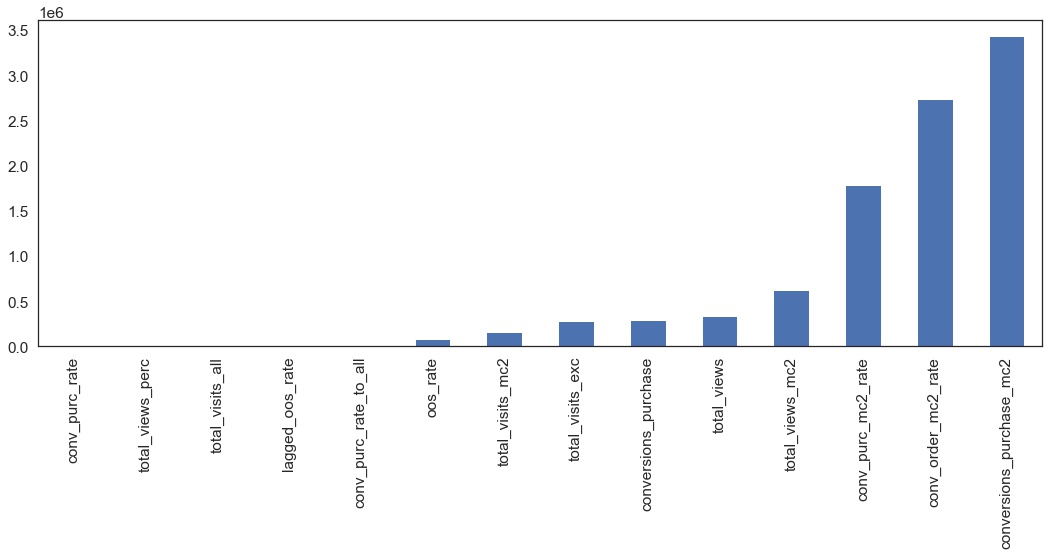 1e6
3.5
3.0
2.5
2.0
1.5
1.0
0.5
0.0
conv_purc_rate
total_views_perc
total_visits_all
lagged_oos_rate
conv_purc_rate_to_all
oos_rate
total_visits_mc2
total_visits_exc
conversions_purchase
total_views
total_views_mc2
conv_purc_mc2_rate
conv_order_mc2_rate
conversions_purchase_mc2